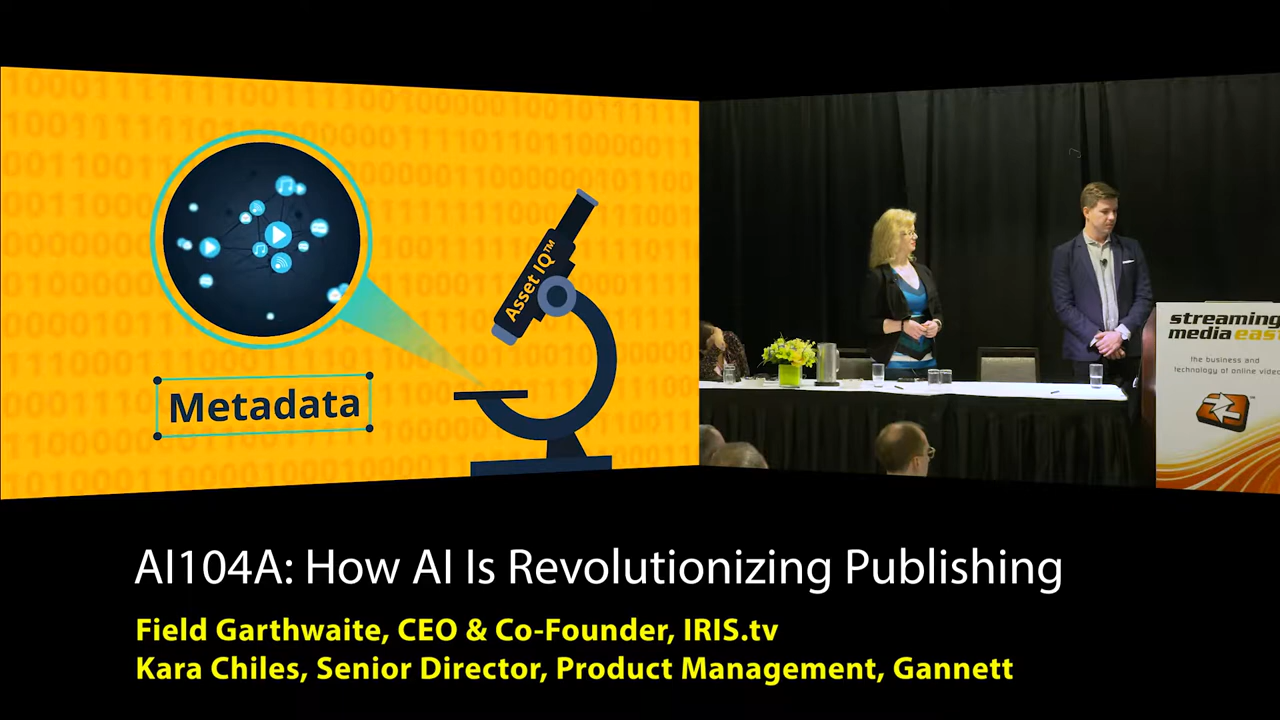 Asset IQ™
Metadata
streaming
media eas
the business and
technology of online video
AI104A: How AI Is Revolutionizing Publishing
Field Garthwaite, CEO & Co-Founder, IRIS.tv
Kara Chiles, Senior Director, Product Management, Gannett